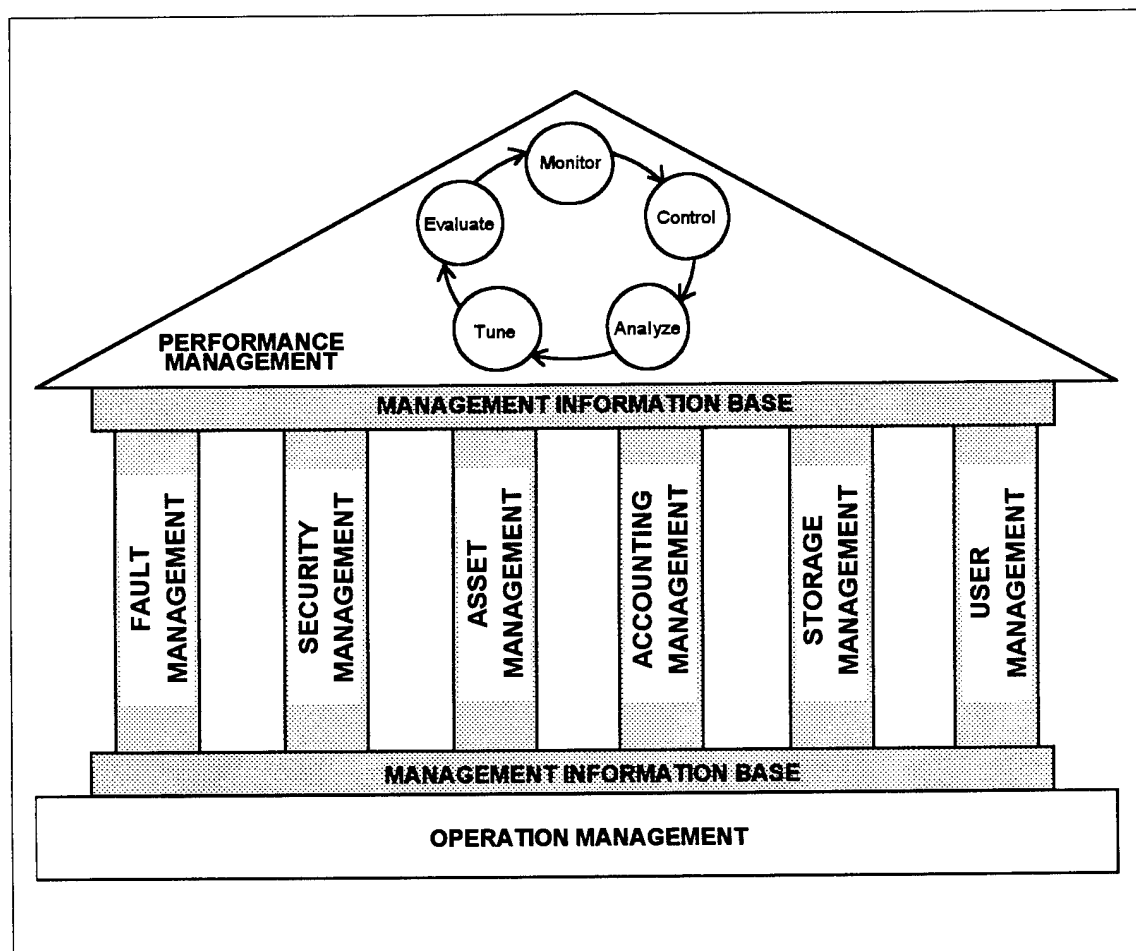 Monitor
Evaluate
Control
Tune
Analyze
PERFORMANCE
MANAGEMENT
MANAGEMENT INFORMATION BASE
FAULT
MANAGEMENT
SECURITY
MANAGEMENT
ASSET
MANAGEMENT
ACCOUNTING
MANAGEMENT
STORAGE
MANAGEMENT
USER
MANAGEMENT
MANAGEMENT INFORMATION BASE
OPERATION MANAGEMENT